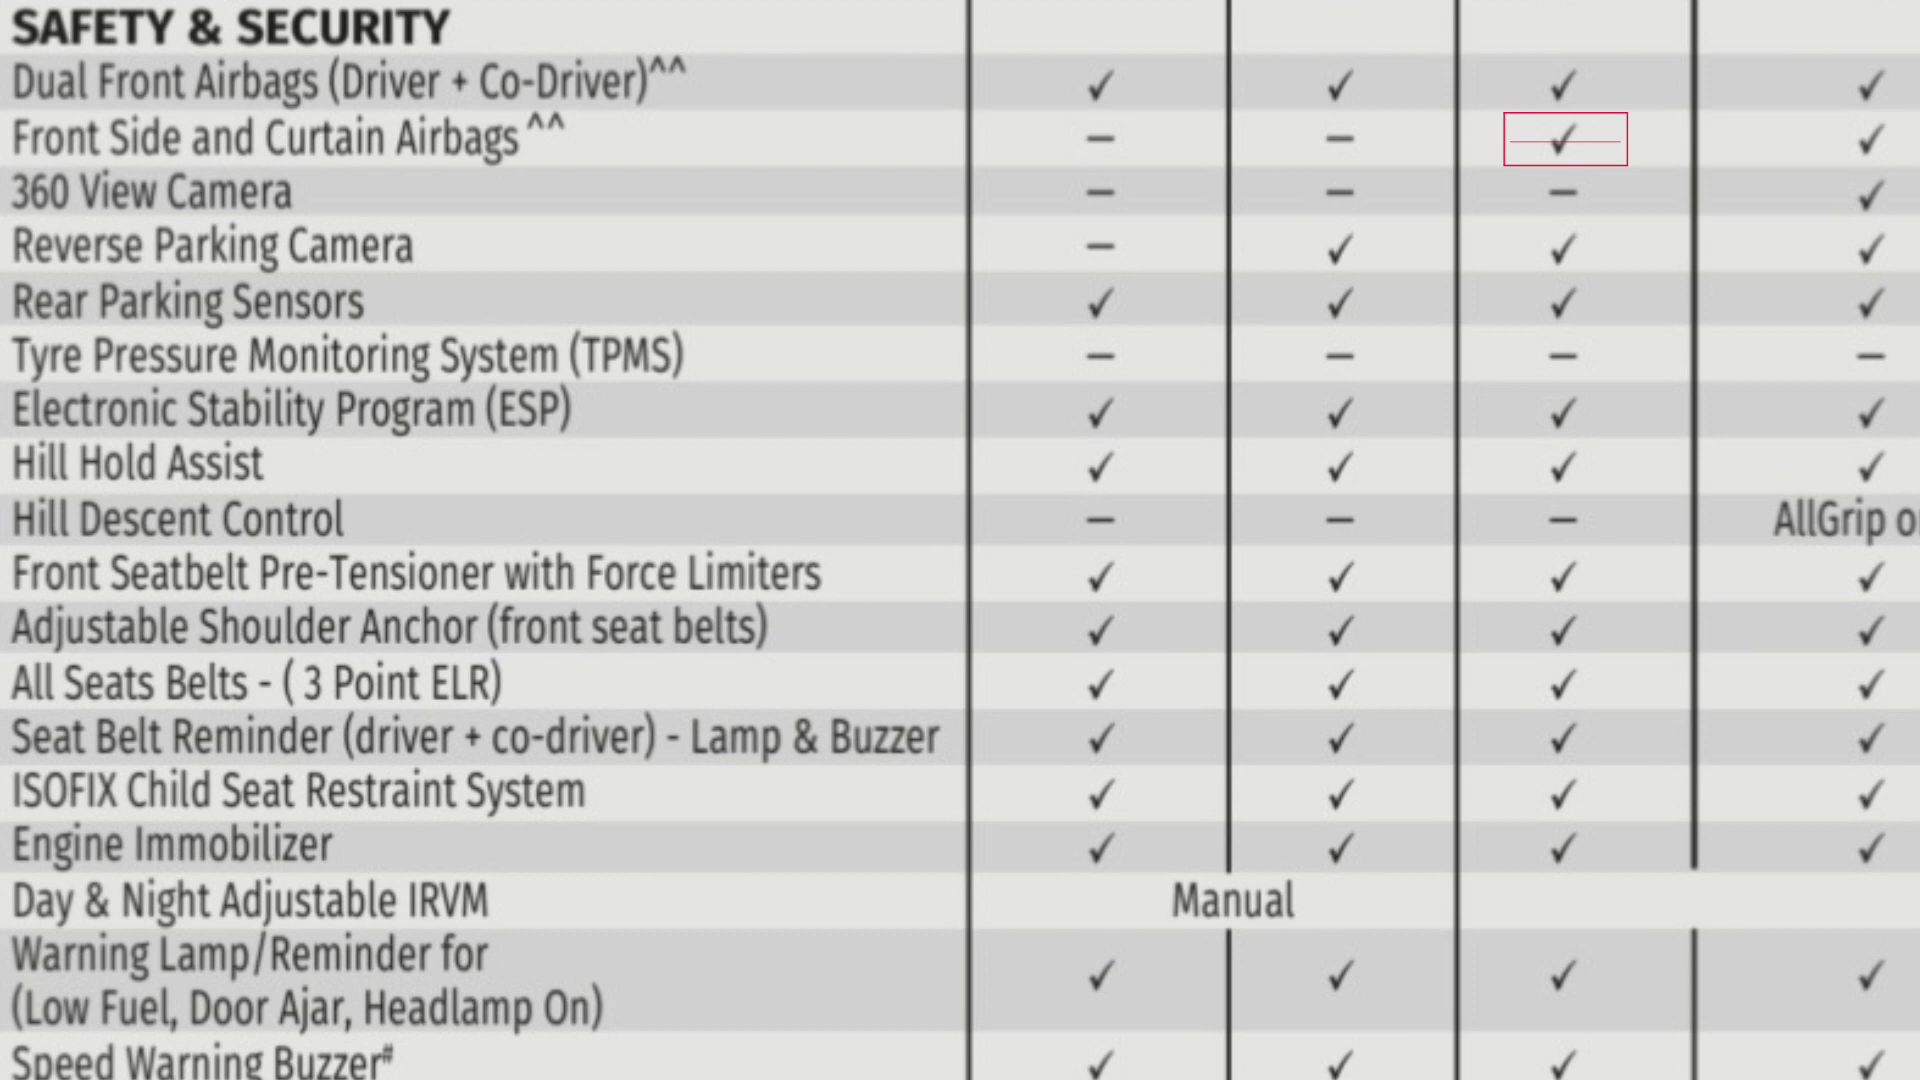 SAFETY & SECURITY
Dual Front Airbags (Driver + Co-Driver)^^ ✓ ✓ ✓ ✓
Front Side and Curtain Airbags ^^ – – ✓ ✓
360 View Camera – – – ✓
Reverse Parking Camera – ✓ ✓ ✓
Rear Parking Sensors ✓ ✓ ✓ ✓
Tyre Pressure Monitoring System (TPMS) – – – –
Electronic Stability Program (ESP) ✓ ✓ ✓ ✓
Hill Hold Assist ✓ ✓ ✓ ✓
Hill Descent Control – – – AllGrip
Front Seatbelt Pre-Tensioner with Force Limiters ✓ ✓ ✓ ✓
Adjustable Shoulder Anchor (front seat belts) ✓ ✓ ✓ ✓
All Seats Belts - ( 3 Point ELR) ✓ ✓ ✓ ✓
Seat Belt Reminder (driver + co-driver) - Lamp & Buzzer ✓ ✓ ✓ ✓
ISOFIX Child Seat Restraint System ✓ ✓ ✓ ✓
Engine Immobilizer ✓ ✓ ✓ ✓
Day & Night Adjustable IRVM Manual
Warning Lamp/Reminder for
(Low Fuel, Door Ajar, Headlamp On) ✓ ✓ ✓ ✓
Speed Warning Buzzer# ✓ ✓ ✓ ✓